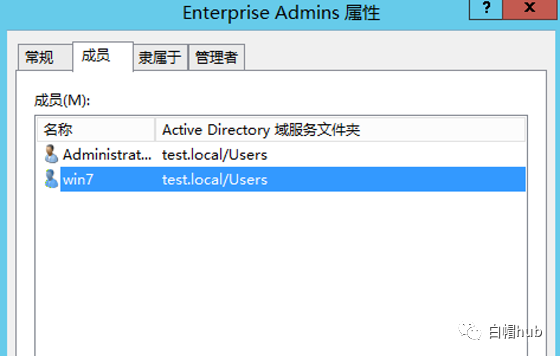 Enterprise Admins 属性
? x
常规 成员 隶属于 管理者
成员(M):
名称 Active Directory 域服务文件夹
Administrat... test.local/Users
win7 test.local/Users
白帽hub